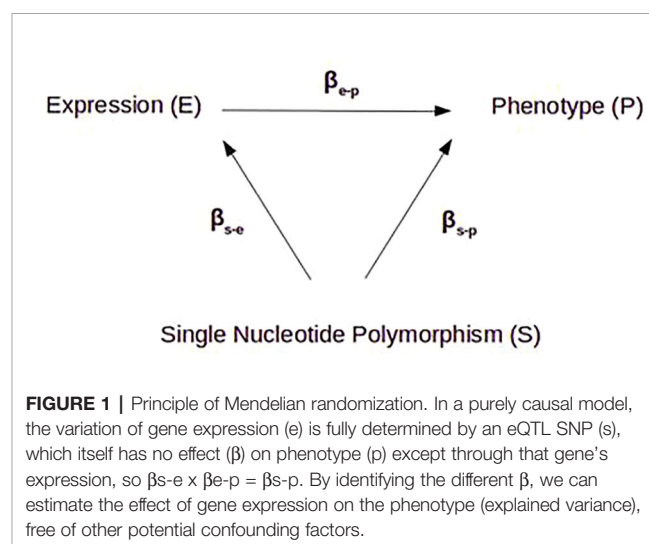 βe-p
Expression (E) Phenotype (P)
βs-e βs-p
Single Nucleotide Polymorphism (S)
FIGURE 1 | Principle of Mendelian randomization. In a purely causal model,
the variation of gene expression (e) is fully determined by an eQTL SNP (s),
which itself has no effect (β) on phenotype (p) except through that gene's
expression, so βs-e x βe-p = βs-p. By identifying the different β, we can
estimate the effect of gene expression on the phenotype (explained variance),
free of other potential confounding factors.